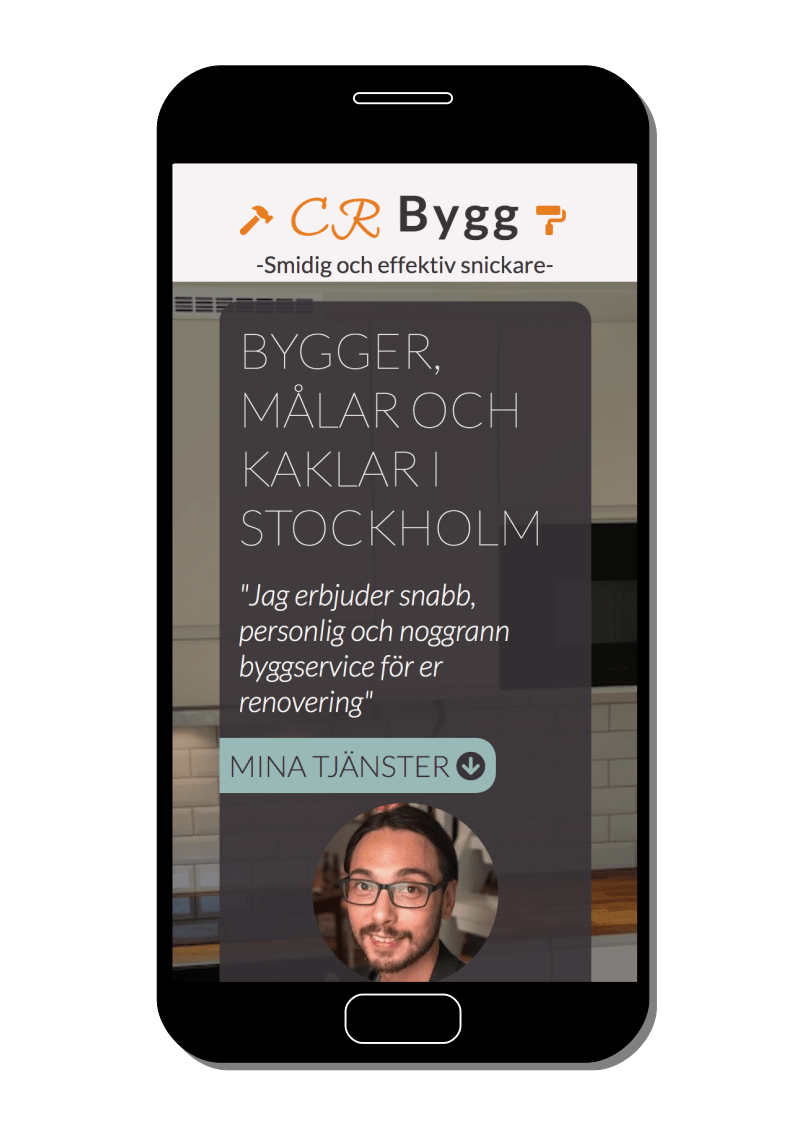 CR Bygg
-Smidig och effektiv snickare-
BYGGER,
MÅLAR OCH
KAKLAR I
STOCKHOLM
"Jag erbjuder snabb,
personlig och noggrann
byggservice för er
renovering"
MINA TJÄNSTER